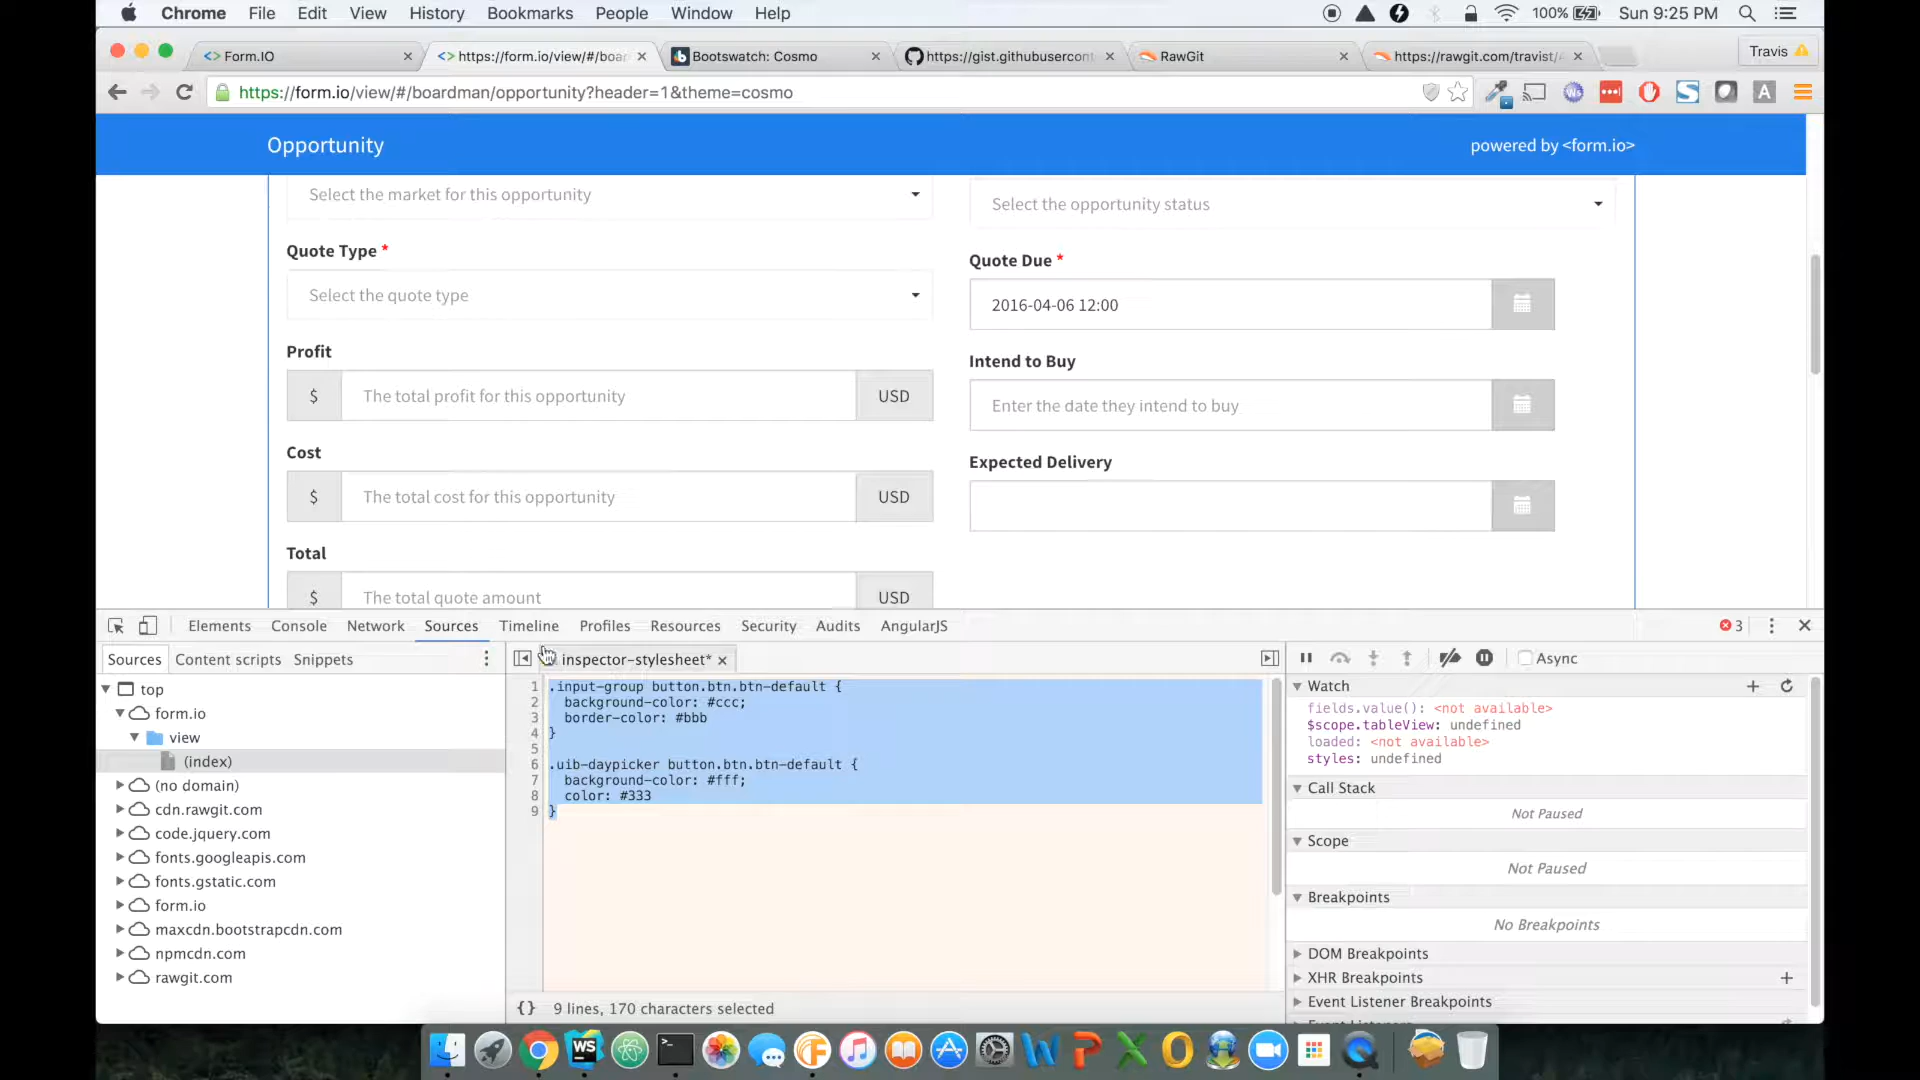 Chrome File Edit View History Bookmarks People Window Help 100% Sun 9:25 PM
<> Form.IO
<> https://form.io/view/#/boar
Bootswatch: Cosmo
https://gist.githubusercont
RawGit
https://rawgit.com/travist/
Travis
https://form.io/view/#/boardman/opportunity?header=1&theme=cosmo
Opportunity
powered by <form.io>
Select the market for this opportunity
Select the opportunity status
Quote Type *
Quote Due *
Select the quote type
2016-04-06 12:00
Profit
Intend to Buy
$ The total profit for this opportunity USD
Enter the date they intend to buy
Cost
Expected Delivery
$ The total cost for this opportunity USD
Total
$ The total quote amount USD
Elements Console Network Sources Timeline Profiles Resources Security Audits AngularJS 3
Sources Content scripts Snippets
inspector-stylesheet*
Async
top
form.io
view
(index)
(no domain)
cdn.rawgit.com
code.jquery.com
fonts.googleapis.com
fonts.gstatic.com
form.io
maxcdn.bootstrapcdn.com
npmcdn.com
rawgit.com
1 .input-group button.btn.btn-default {
2 background-color: #ccc;
3 border-color: #bbb
4 }
5
6 .uib-daypicker button.btn.btn-default {
7 background-color: #fff;
8 color: #333
9 }
{} 9 lines, 170 characters selected
Watch
fields.value(): <not available>
$scope.tableView: undefined
loaded: <not available>
styles: undefined
Call Stack
Not Paused
Scope
Not Paused
Breakpoints
No Breakpoints
DOM Breakpoints
XHR Breakpoints
Event Listener Breakpoints